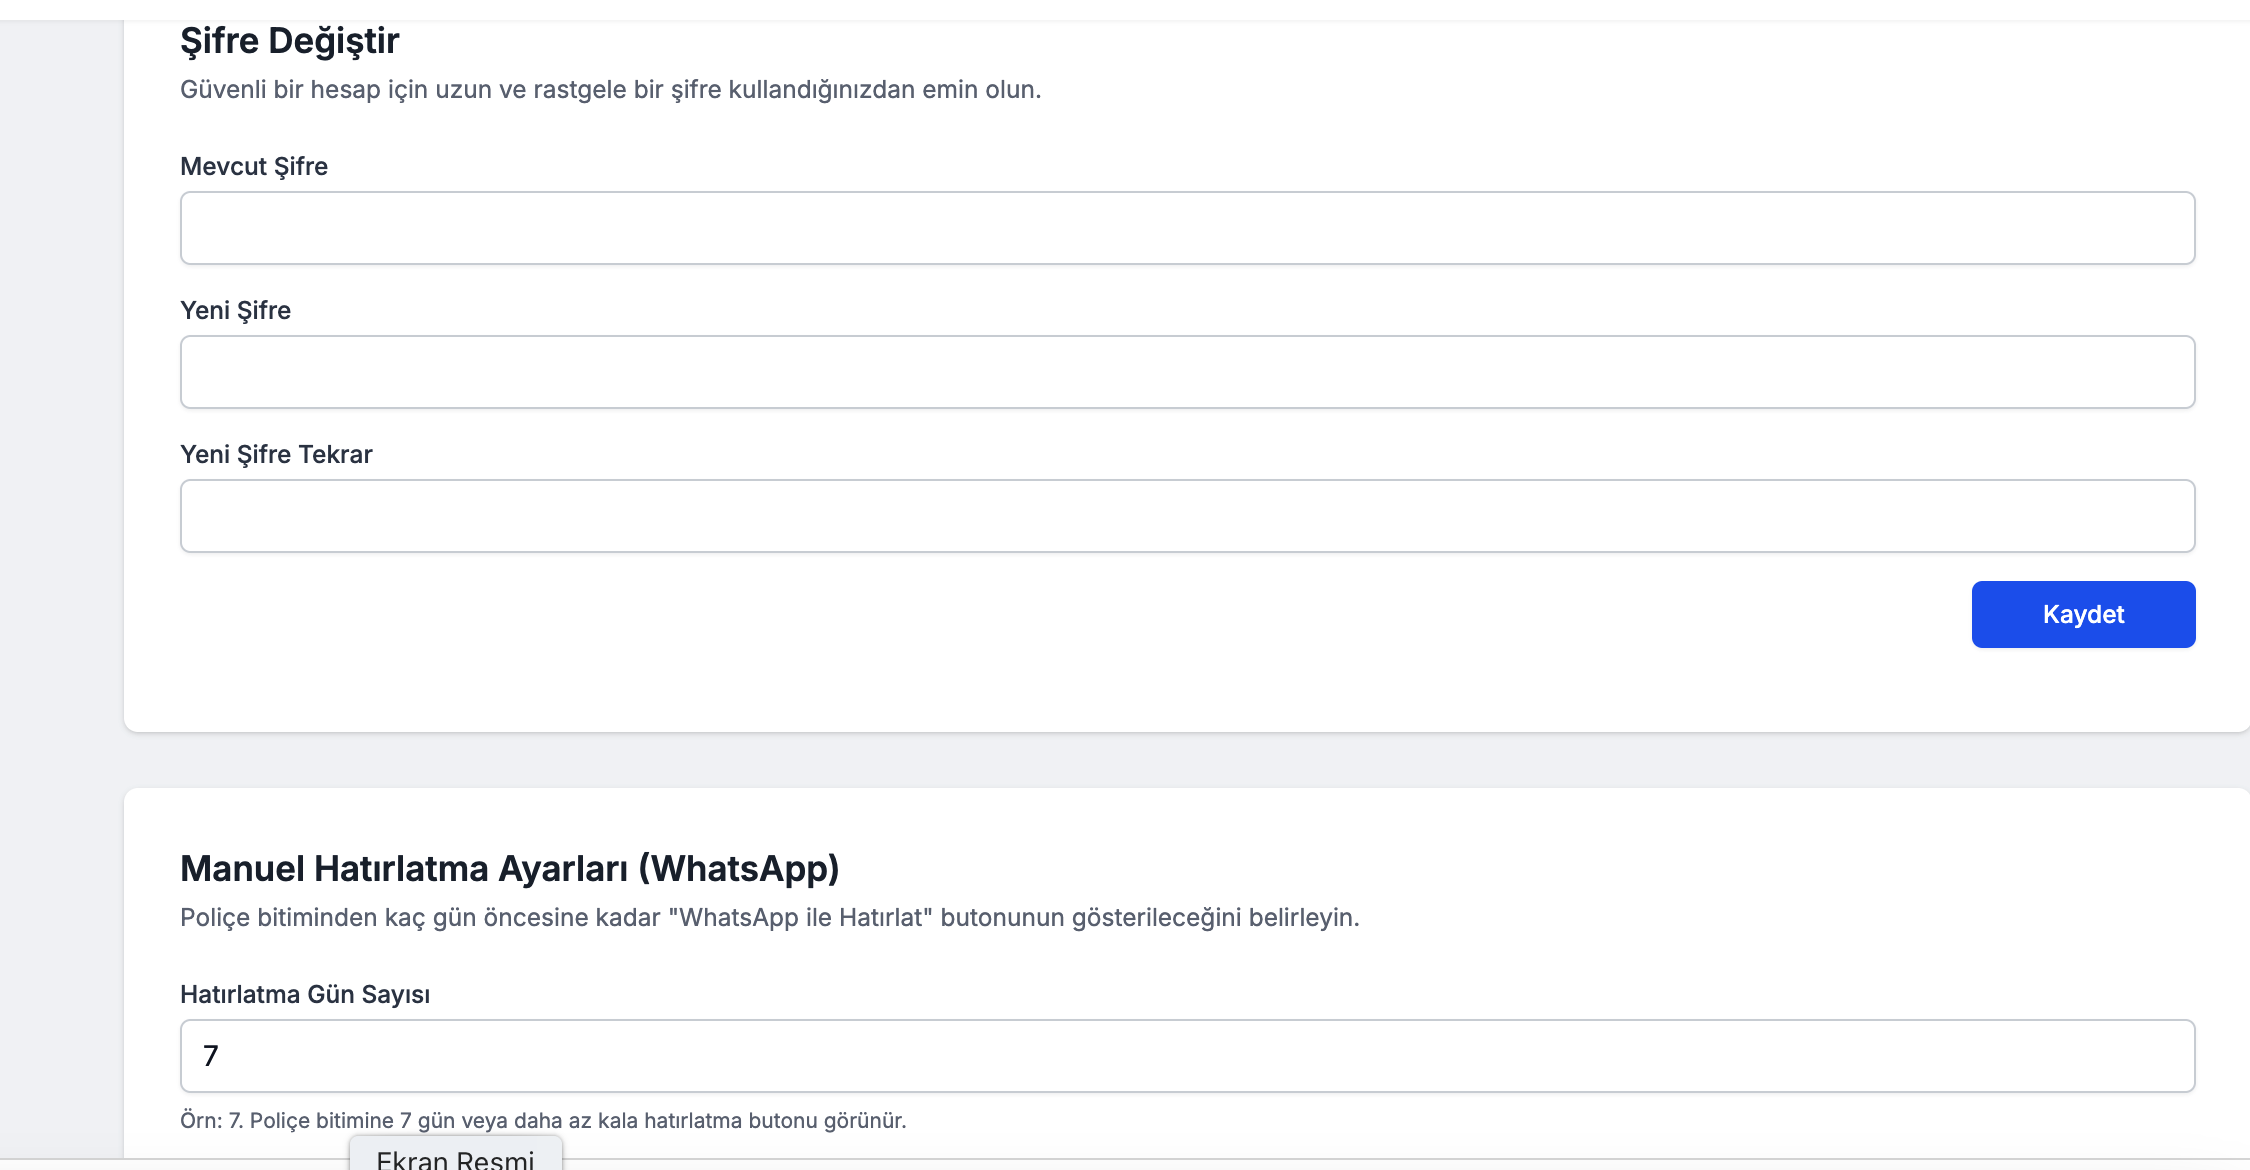 Şifre Değiştir
Güvenli bir hesap için uzun ve rastgele bir şifre kullandığınızdan emin olun.
Mevcut Şifre
Yeni Şifre
Yeni Şifre Tekrar
Kaydet
Manuel Hatırlatma Ayarları (WhatsApp)
Poliçe bitiminden kaç gün öncesine kadar "WhatsApp ile Hatırlat" butonunun gösterileceğini belirleyin.
Hatırlatma Gün Sayısı
7
Örn: 7. Poliçe bitimine 7 gün veya daha az kala hatırlatma butonu görünür.
Ekran Resmi